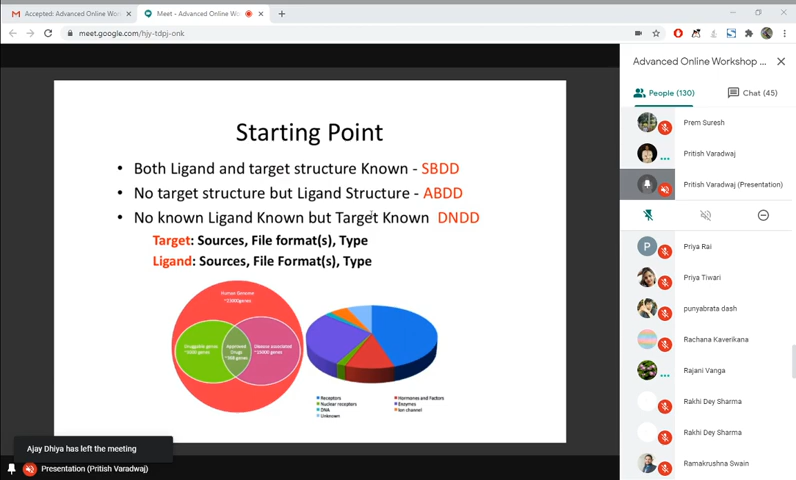 Accepted: Advanced Online Wor
Meet - Advanced Online Wo
meet.google.com/hjy-tdpj-onk
Advanced Online Workshop ...
People (130)
Chat (45)
Prem Suresh
Pritish Varadwaj
Pritish Varadwaj (Presentation)
P
Priya Rai
Priya Tiwari
punyabrata dash
Rachana Kaverikana
Rajani Vanga
Rakhi Dey Sharma
Rakhi Dey Sharma
Ramakrushna Swain
Starting Point
• Both Ligand and target structure Known - SBDD
• No target structure but Ligand Structure - ABDD
• No known Ligand Known but Target Known DNDD
Target: Sources, File format(s), Type
Ligand: Sources, File Format(s), Type
Human Genome
Druggable genes
Approved
Drugs
Disease associated
Receptors
Hormones and Factors
Nuclear receptors
Enzymes
DNA
Ion channel
Unknown
Ajay Dhiya has left the meeting
Presentation (Pritish Varadwaj)